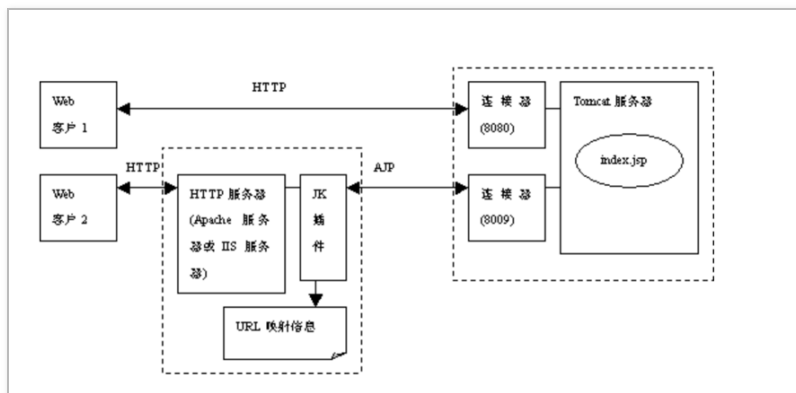 HTTP
Web
客户 1
连 接 器
(8080)
Tomcat 服务器
index.jsp
HTTP
AJP
Web
客户 2
HTTP 服务器
(Apache 服务
器或 IIS 服务
器)
JK
插
件
连 接 器
(8009)
URL 映射信息